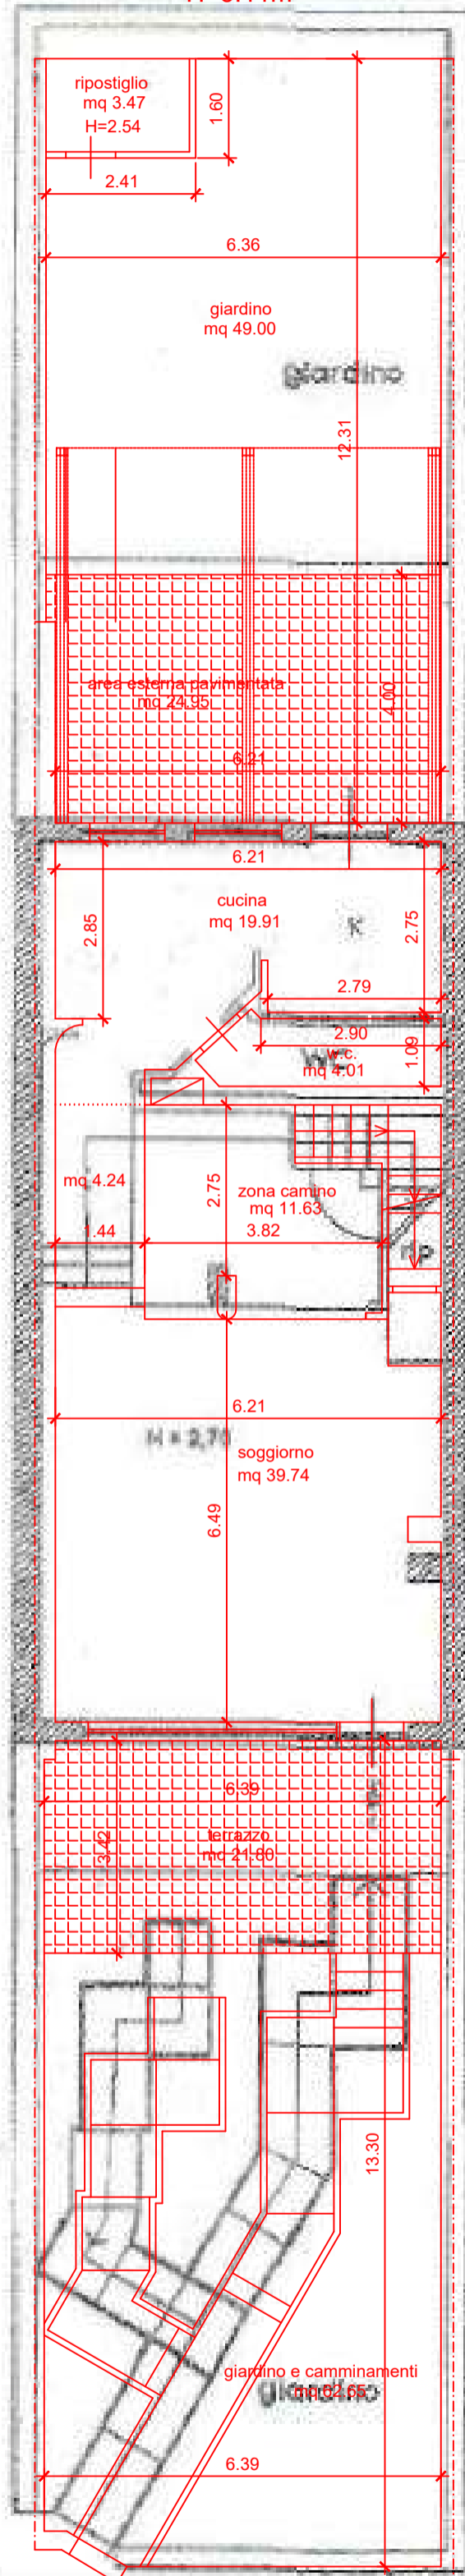 ripostiglio
mq 3.47
H=2.54
1.60
2.41
6.36
giardino
mq 49.00
giardino
12.31
area esterna pavimentata
mq 24.95
4.00
6.21
6.21
cucina
mq 19.91
K
2.85
2.75
2.79
2.90
w.c.
mq 4.01
1.09
mq 4.24
2.75
zona camino
mq 11.63
1.44
3.82
6.21
H = 2,70
soggiorno
mq 39.74
6.49
6.39
terrazzo
mq 21.80
3.42
13.30
giardino e camminamenti
giardino
6.39